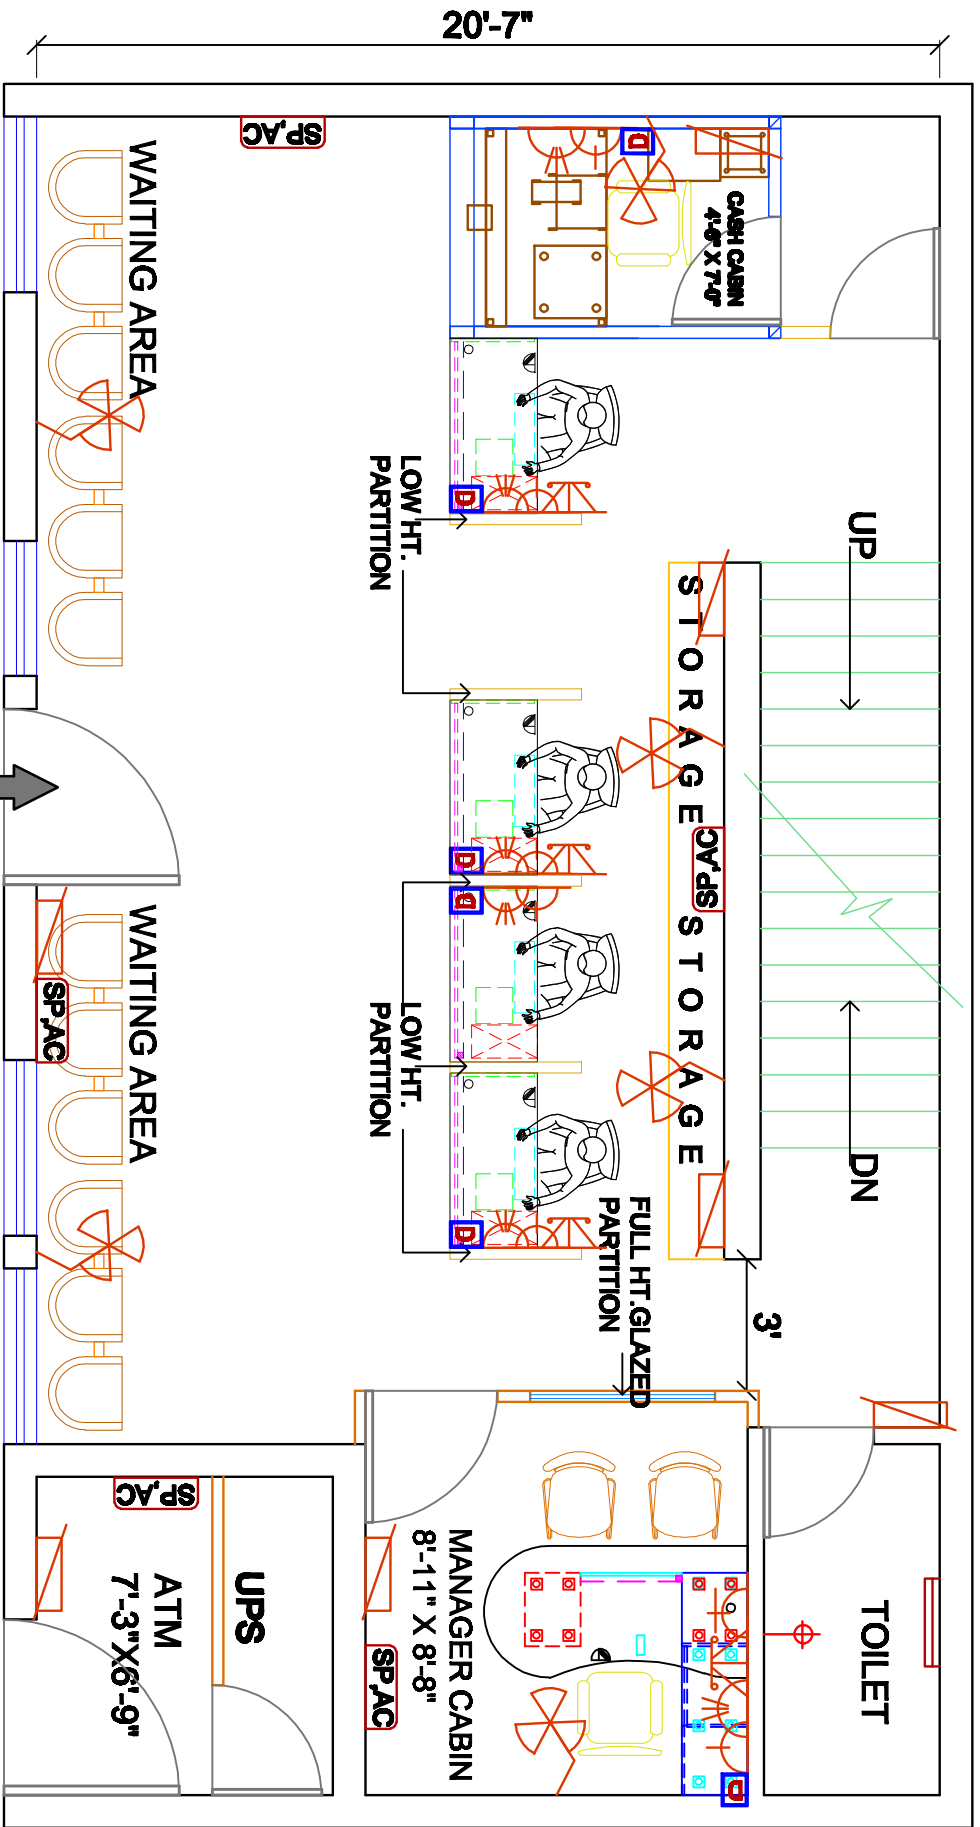 20'-7"
SP,AC
WAITING AREA
CASH CABIN
4'-6" X 7'-0"
D
LOW HT.
PARTITION
D
UP
STORAGE
SP,AC
STORAGE
DN
D
D
LOW HT.
PARTITION
D
WAITING AREA
SP,AC
FULL HT.GLAZED
PARTITION
3'
SP,AC
UPS
ATM
7'-3"X6'-9"
MANAGER CABIN
8'-11" X 8'-8"
SP,AC
D
TOILET